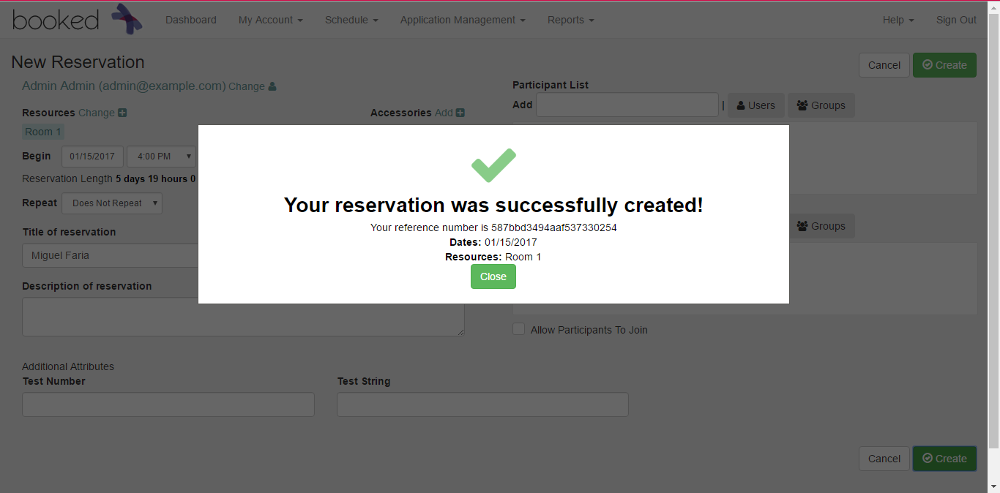 booked
Dashboard My Account Schedule Application Management Reports Help Sign Out
New Reservation
Cancel Create
Admin Admin (admin@example.com) Change
Participant List
Add Users Groups
Resources Change Accessories Add
Room 1
Begin 01/15/2017 4:00 PM
Reservation Length 5 days 19 hours 0
Repeat Does Not Repeat
Your reservation was successfully created!
Your reference number is 587bbd3494aaf537330254
Dates: 01/15/2017
Resources: Room 1
Close
Groups
Title of reservation
Miguel Faria
Description of reservation
Allow Participants To Join
Additional Attributes
Test Number Test String
Cancel Create